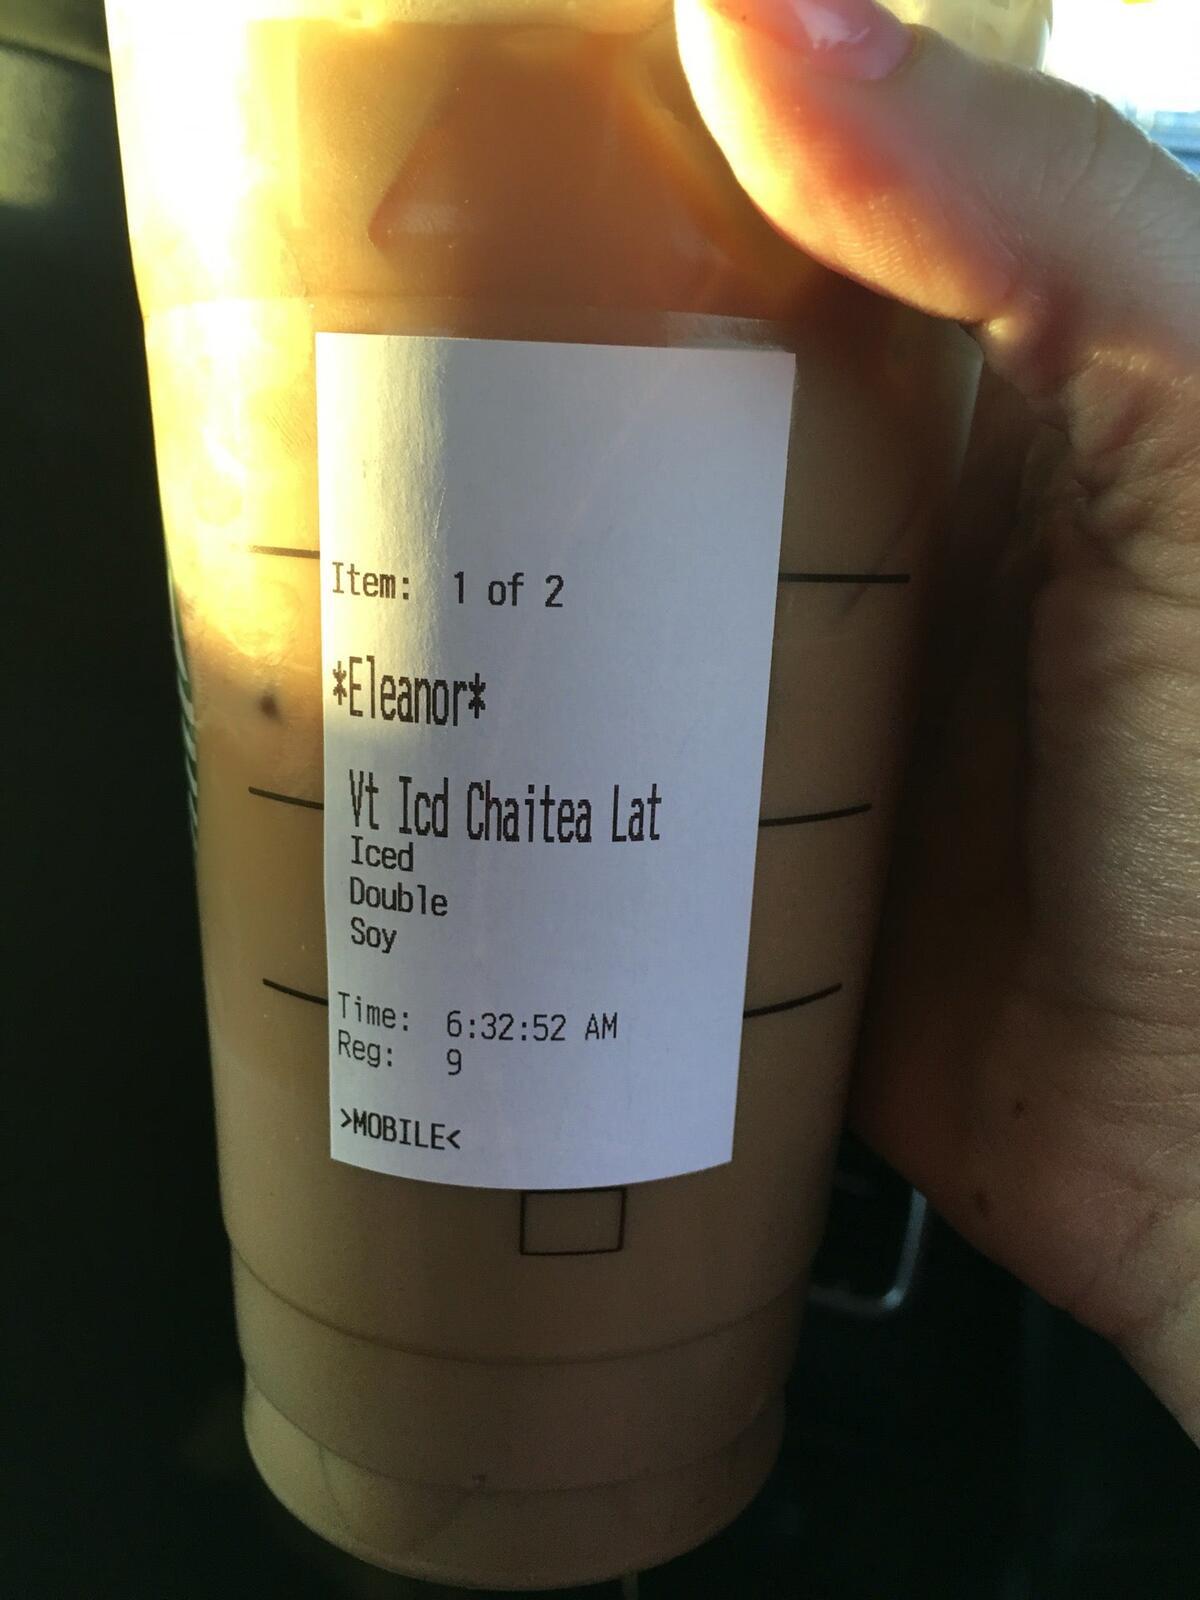 Item: 1 of 2
*Eleanor*
Vt Icd Chaitea Lat
Iced
Double
Soy
Time: 6:32:52 AM
Reg: 9
>MOBILE<